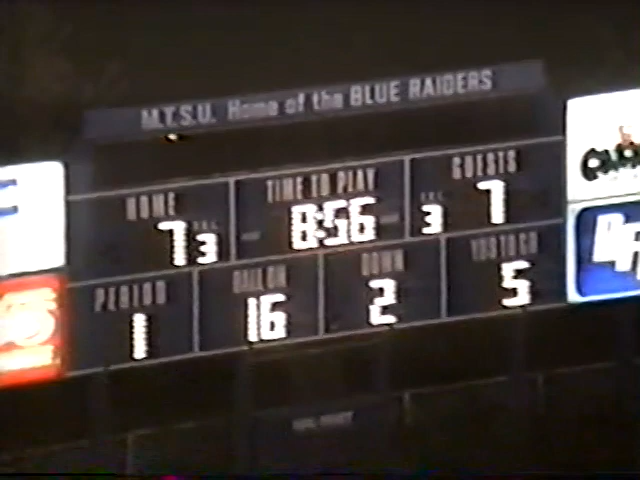 M.T.S.U. Home of the BLUE RAIDERS
HOME TIME TO PLAY GUESTS
7 3 8:56 3 7
PERIOD BALL ON DOWN YDS TO GO
1 16 2 5